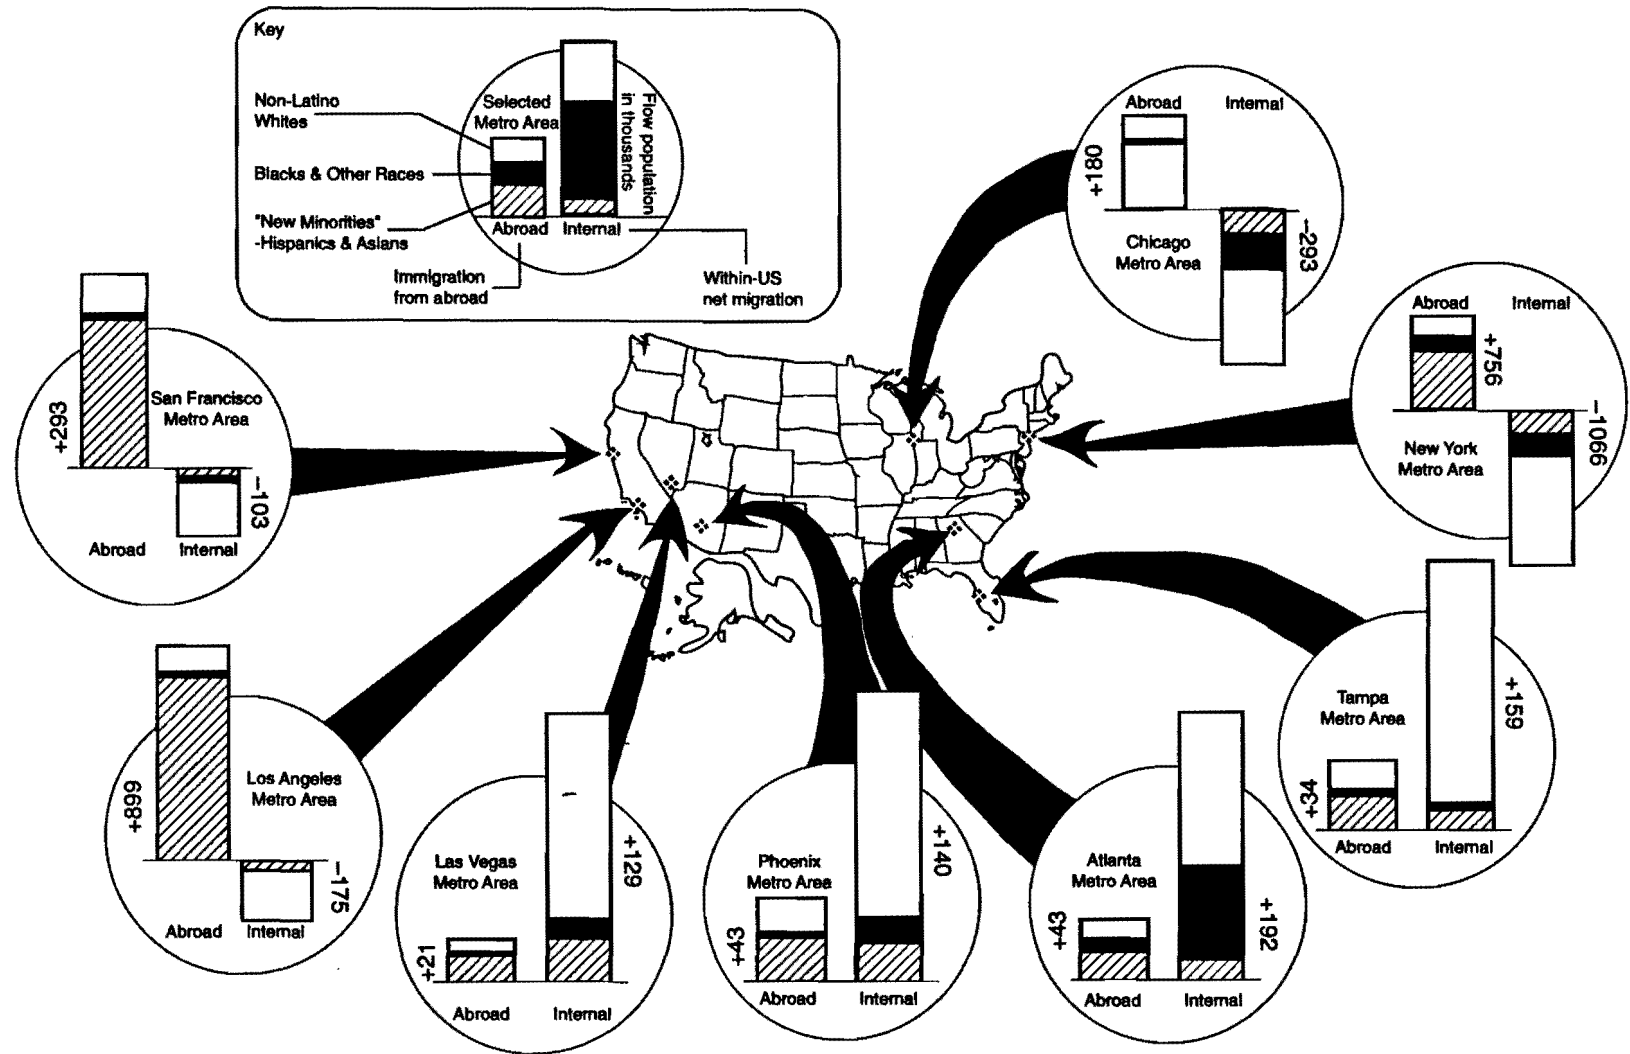 Key
Non-Latino
Whites
Blacks & Other Races
"New Minorities"
-Hispanics & Asians
Selected
Metro Area
Flow population
in thousands
Abroad
Internal
Immigration
from abroad
Within-US
net migration
Abroad
Internal
+180
-293
Chicago
Metro Area
Abroad
Internal
+756
-1066
New York
Metro Area
San Francisco
Metro Area
+293
-103
Abroad
Internal
Los Angeles
Metro Area
+899
-175
Abroad
Internal
Las Vegas
Metro Area
+21
+129
Abroad
Internal
Phoenix
Metro Area
+43
+140
Abroad
Internal
Atlanta
Metro Area
+43
+192
Abroad
Internal
Tampa
Metro Area
+34
+159
Abroad
Internal